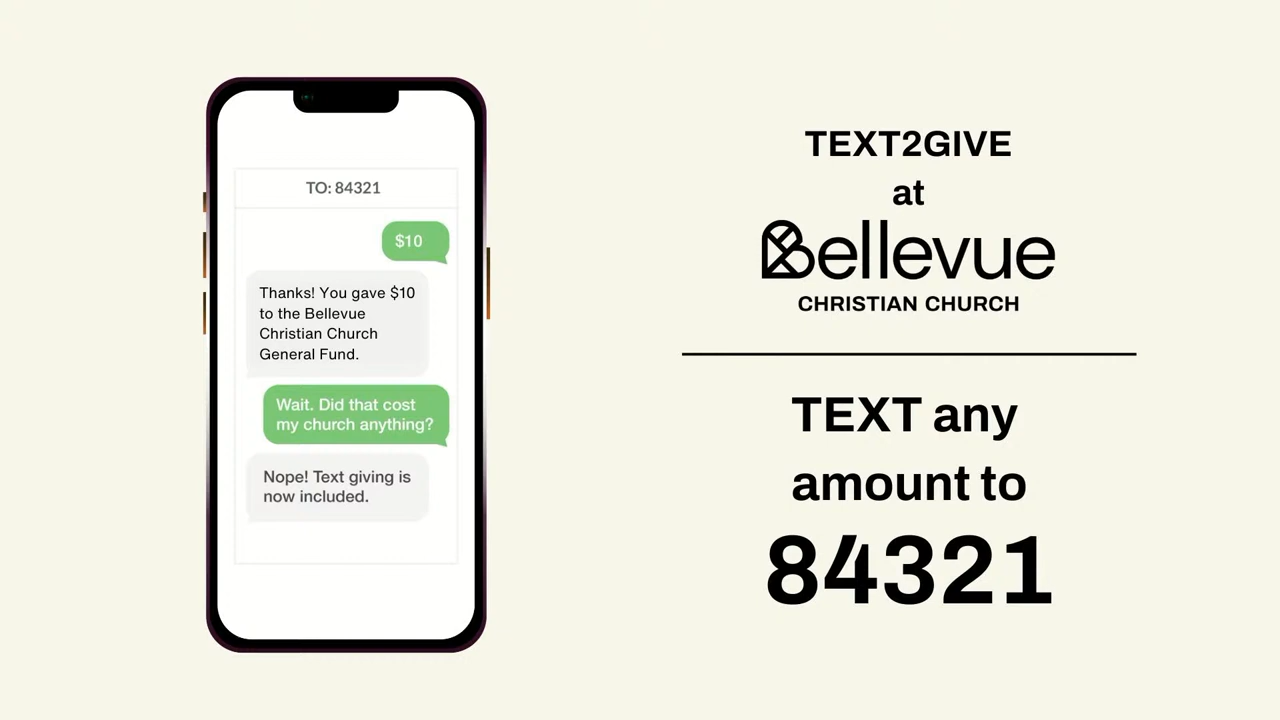 TO: 84321
$10
Thanks! You gave $10
to the Bellevue
Christian Church
General Fund.
Wait. Did that cost
my church anything?
Nope! Text giving is
now included.
TEXT2GIVE
at
Bellevue
CHRISTIAN CHURCH
TEXT any
amount to
84321